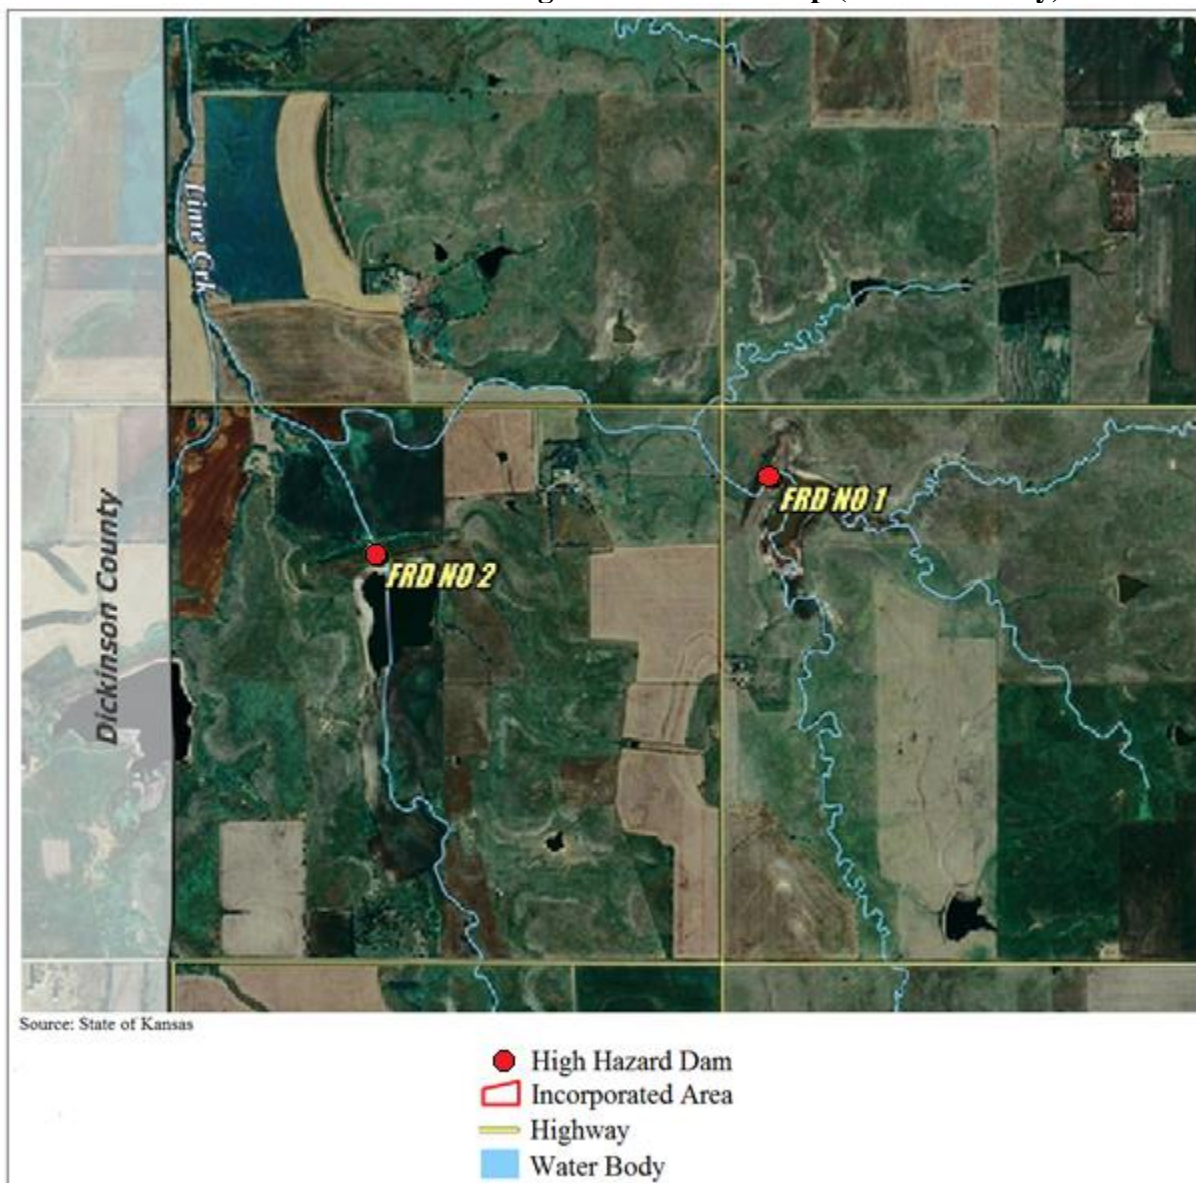 Lime Crk
FRD NO 1
FRD NO 2
Dickinson County
Source: State of Kansas
High Hazard Dam
Incorporated Area
Highway
Water Body